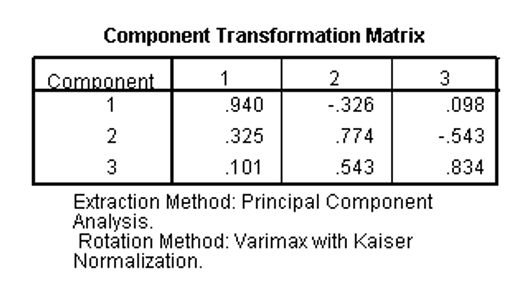 Component Transformation Matrix
Component 1 2 3
1 .940 -.326 .098
2 .325 .774 -.543
3 .101 .543 .834
Extraction Method: Principal Component
Analysis.
Rotation Method: Varimax with Kaiser
Normalization.